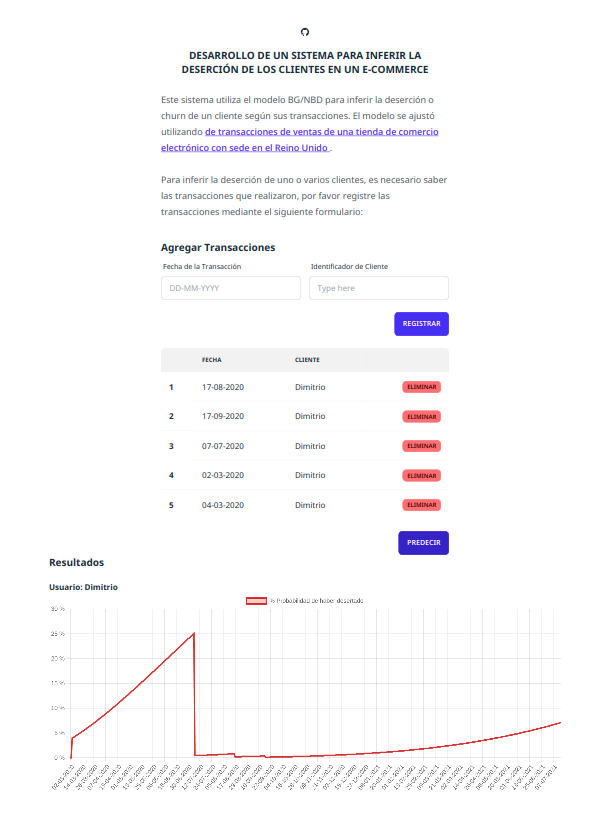 DESARROLLO DE UN SISTEMA PARA INFERIR LA
DESERCIÓN DE LOS CLIENTES EN UN E-COMMERCE
Este sistema utiliza el modelo BG/NBD para inferir la deserción o
churn de un cliente según sus transacciones. El modelo se ajustó
utilizando de transacciones de ventas de una tienda de comercio
electrónico con sede en el Reino Unido .
Para inferir la deserción de uno o varios clientes, es necesario saber
las transacciones que realizaron, por favor registre las
transacciones mediante el siguiente formulario:
Agregar Transacciones
Fecha de la Transacción Identificador de Cliente
DD-MM-YYYY Type here
REGISTRAR
FECHA CLIENTE
1 17-08-2020 Dimitrio ELIMINAR
2 17-09-2020 Dimitrio ELIMINAR
3 07-07-2020 Dimitrio ELIMINAR
4 02-03-2020 Dimitrio ELIMINAR
5 04-03-2020 Dimitrio ELIMINAR
PREDECIR
Resultados
Usuario: Dimitrio
% Probabilidad de haber desertado
30 %
25 %
20 %
15 %
10 %
5 %
0 %